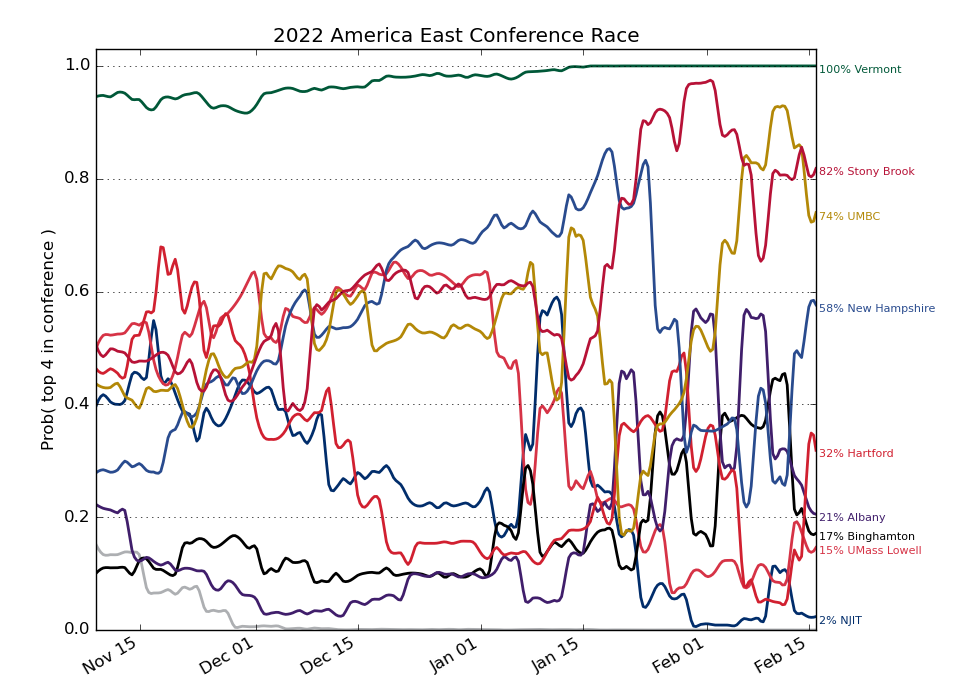 2022 America East Conference Race
Prob( top 4 in conference )
1.0
0.8
0.6
0.4
0.2
0.0
100% Vermont
82% Stony Brook
74% UMBC
58% New Hampshire
32% Hartford
21% Albany
17% Binghamton
15% UMass Lowell
2% NJIT
Nov 15
Dec 01
Dec 15
Jan 01
Jan 15
Feb 01
Feb 15